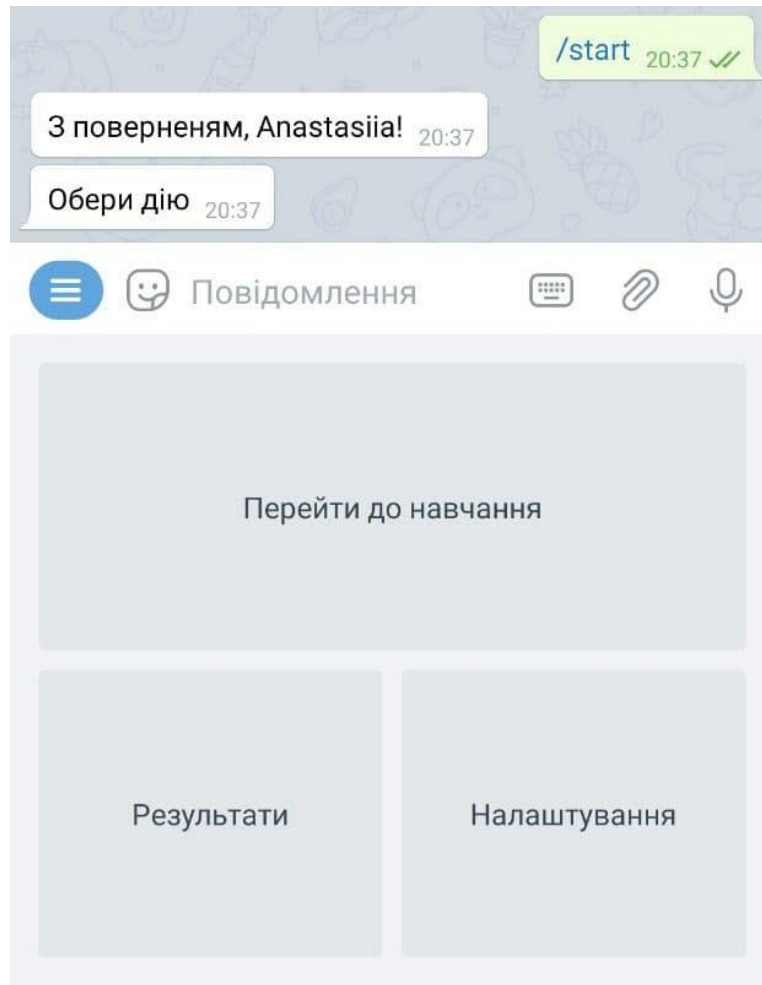 /start 20:37
З поверненям, Anastasiia! 20:37
Обери дію 20:37
Повідомлення
Перейти до навчання
Результати
Налаштування